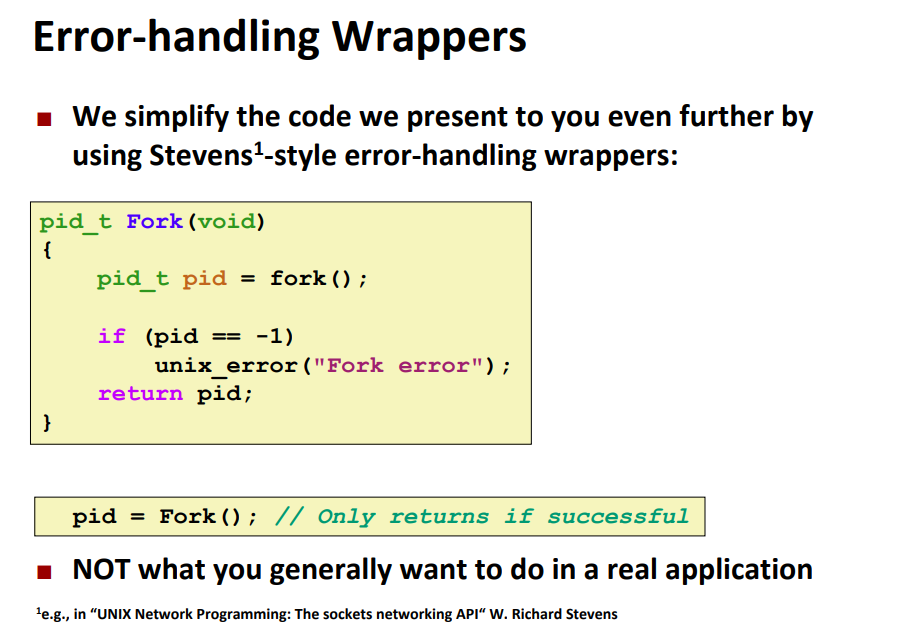 Error-handling Wrappers
■ We simplify the code we present to you even further by
using Stevens¹-style error-handling wrappers:
pid_t Fork(void)
{
    pid_t pid = fork();
    if (pid == -1)
        unix_error("Fork error");
    return pid;
}
pid = Fork(); // Only returns if successful
■ NOT what you generally want to do in a real application
¹e.g., in “UNIX Network Programming: The sockets networking API“ W. Richard Stevens